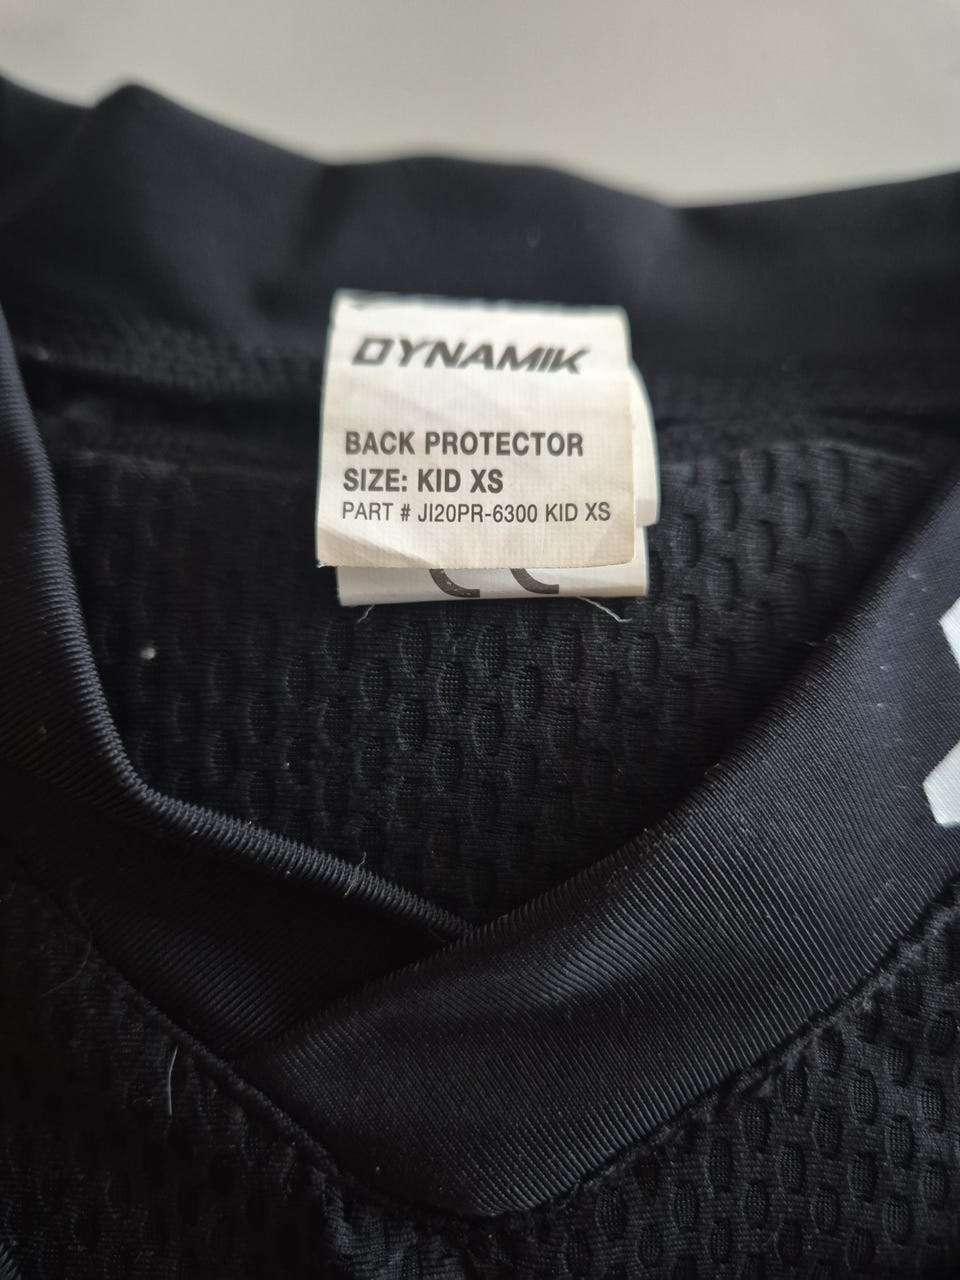 DYNAMIK
BACK PROTECTOR
SIZE: KID XS
PART # JI20PR-6300 KID XS